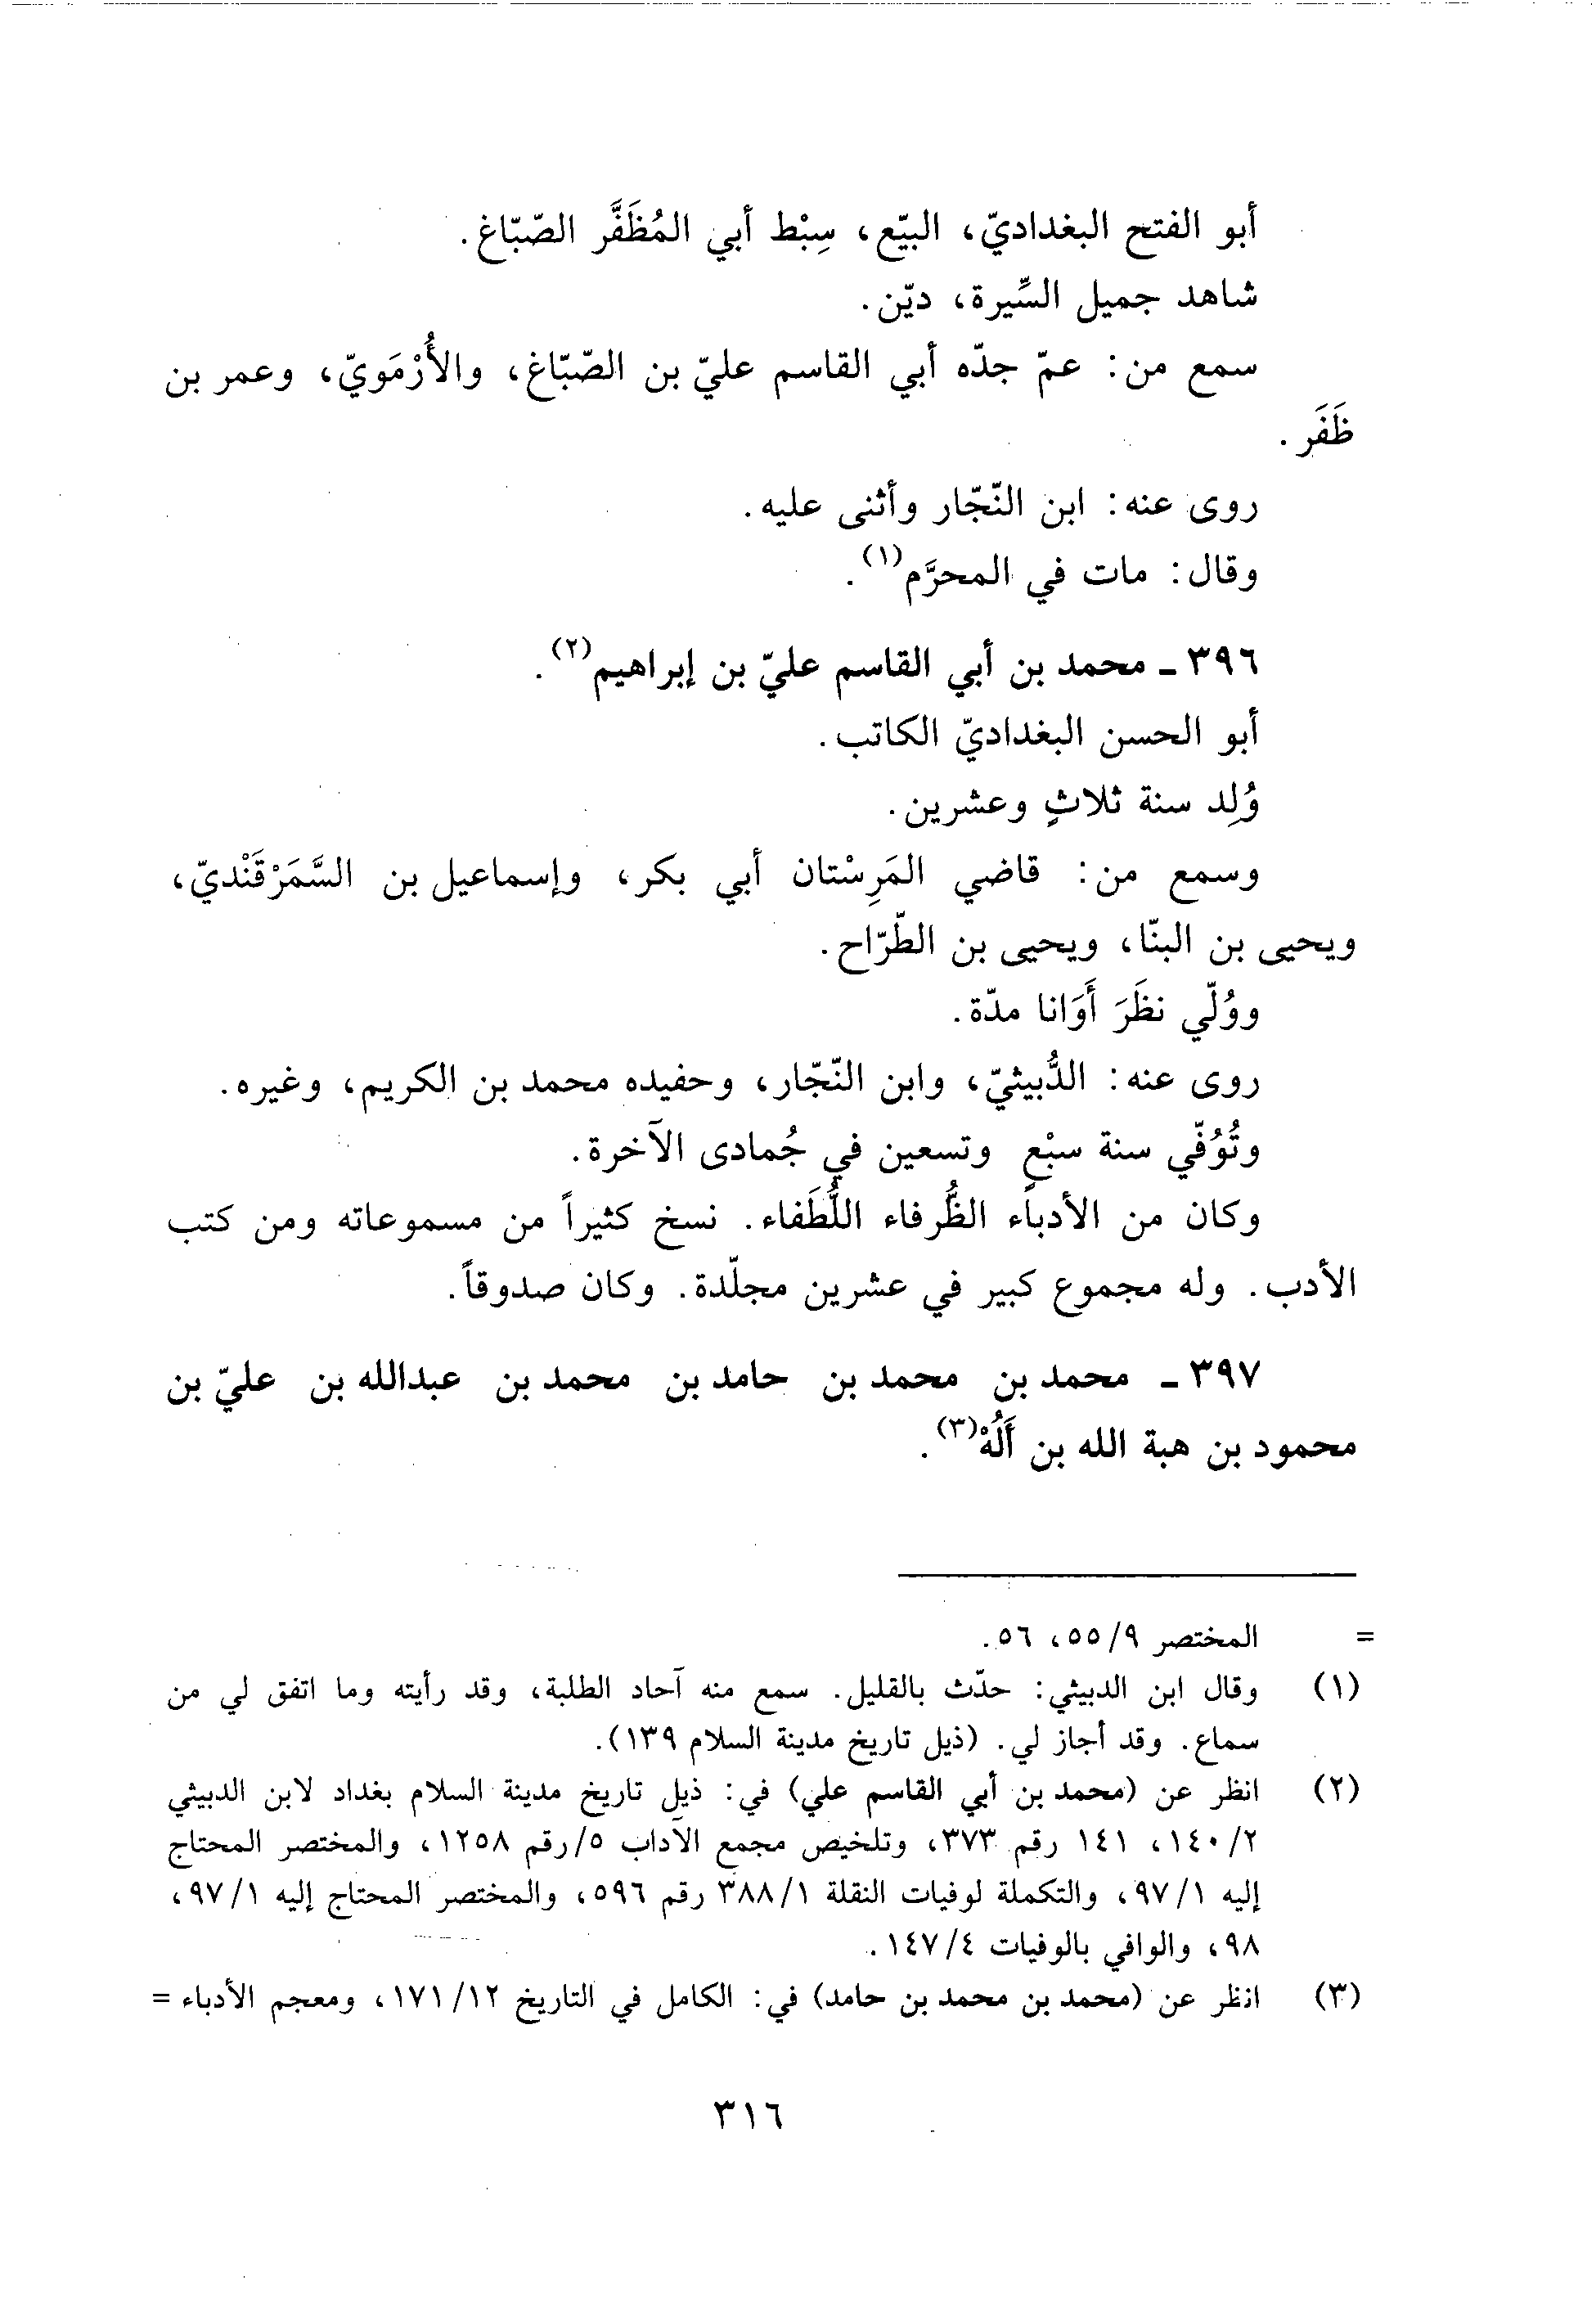 أبو الفتح البغداديّ، البيّع، سِبْط أبي المُظَفَّر الصّبّاغ.
شاهد جميل السِّيرة، ديّن.
سمع من: عمّ جدّه أبي القاسم عليّ بن الصّبّاغ، والأُرْمَويّ، وعمر بن
ظَفَر.
روى عنه: ابن النّجّار وأثنى عليه.
وقال: مات في المحرَّم(١).
٣٩٦ ـ محمد بن أبي القاسم عليّ بن إبراهيم(٢).
أبو الحسن البغداديّ الكاتب.
وُلِد سنة ثلاثٍ وعشرين.
وسمع من: قاضي المَرِسْتان أبي بكر، وإسماعيل بن السَّمَرْقَنْديّ،
ويحيى بن البنّا، ويحيى بن الطّرّاح.
ووُلّي نظَرَ أَوَانا مدّة.
روى عنه: الدُّبيثيّ، وابن النّجّار، وحفيده محمد بن الكريم، وغيره.
وتُوُفّي سنة سبْعٍ وتسعين في جُمادى الآخرة.
وكان من الأدباء الظُّرفاء اللُّطَفاء. نسخ كثيراً من مسموعاته ومن كتب
الأدب. وله مجموع كبير في عشرين مجلّدة. وكان صدوقاً.
٣٩٧ ـ محمد بن محمد بن حامد بن محمد بن عبدالله بن عليّ بن
محمود بن هبة الله بن أَلُهْ(٣).
= المختصر ٩/٥٥، ٥٦.
(١) وقال ابن الدبيثي: حدّث بالقليل. سمع منه آحاد الطلبة، وقد رأيته وما اتفق لي من
سماع. وقد أجاز لي. (ذيل تاريخ مدينة السلام ١٣٩).
(٢) انظر عن (محمد بن أبي القاسم علي) في: ذيل تاريخ مدينة السلام بغداد لابن الدبيثي
٢/١٤٠، ١٤١ رقم ٣٧٣، وتلخيص مجمع الآداب ٥/رقم ١٢٥٨، والمختصر المحتاج
إليه ١/٩٧، والتكملة لوفيات النقلة ١/٣٨٨ رقم ٥٩٦، والمختصر المحتاج إليه ١/٩٧،
٩٨، والوافي بالوفيات ٤/١٤٧.
(٣) انظر عن (محمد بن محمد بن حامد) في: الكامل في التاريخ ١٢/١٧١، ومعجم الأدباء =
٣١٦